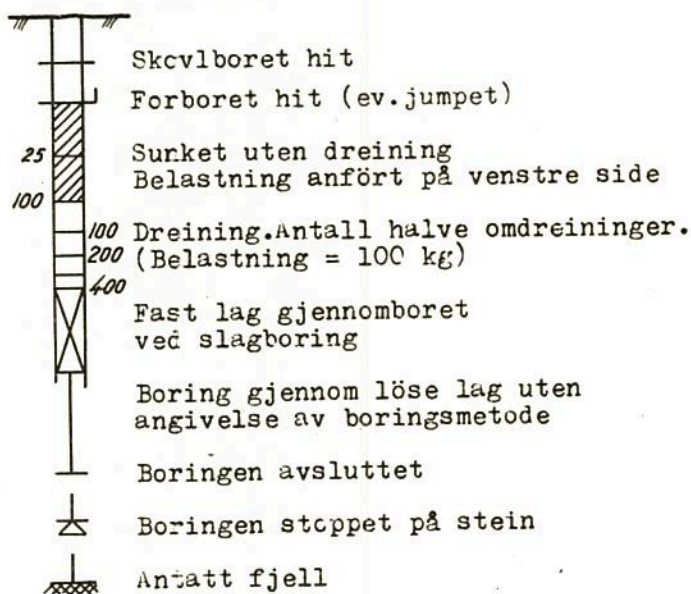 Skovlboret hit
Forboret hit (ev.jumpet)
25 Sunket uten dreining
Belastning anfört på venstre side
100
100 Dreining.Antall halve omdreininger.
200 (Belastning = 100 kg)
400
Fast lag gjennomboret
ved slagboring
Boring gjennom löse lag uten
angivelse av boringsmetode
Boringen avsluttet
Boringen stoppet på stein
Antatt fjell